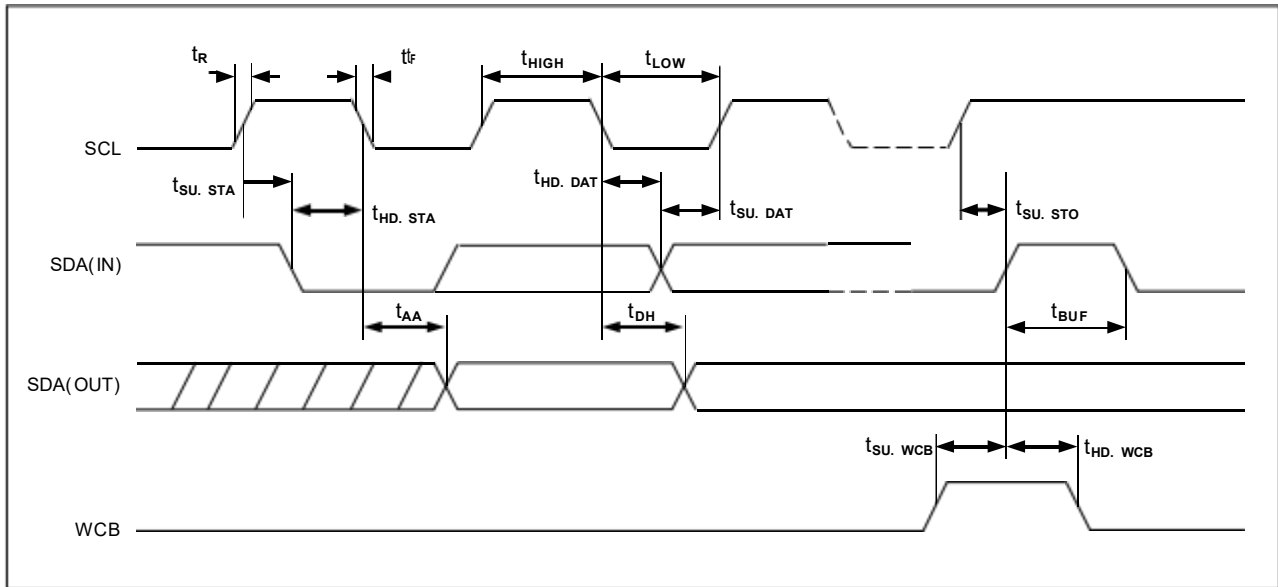 tR ttF tHIGH tLOW
SCL
tSU. STA tHD. STA tHD. DAT tSU. DAT tSU. STO
SDA(IN)
tAA tDH tBUF
SDA(OUT)
tSU. WCB tHD. WCB
WCB